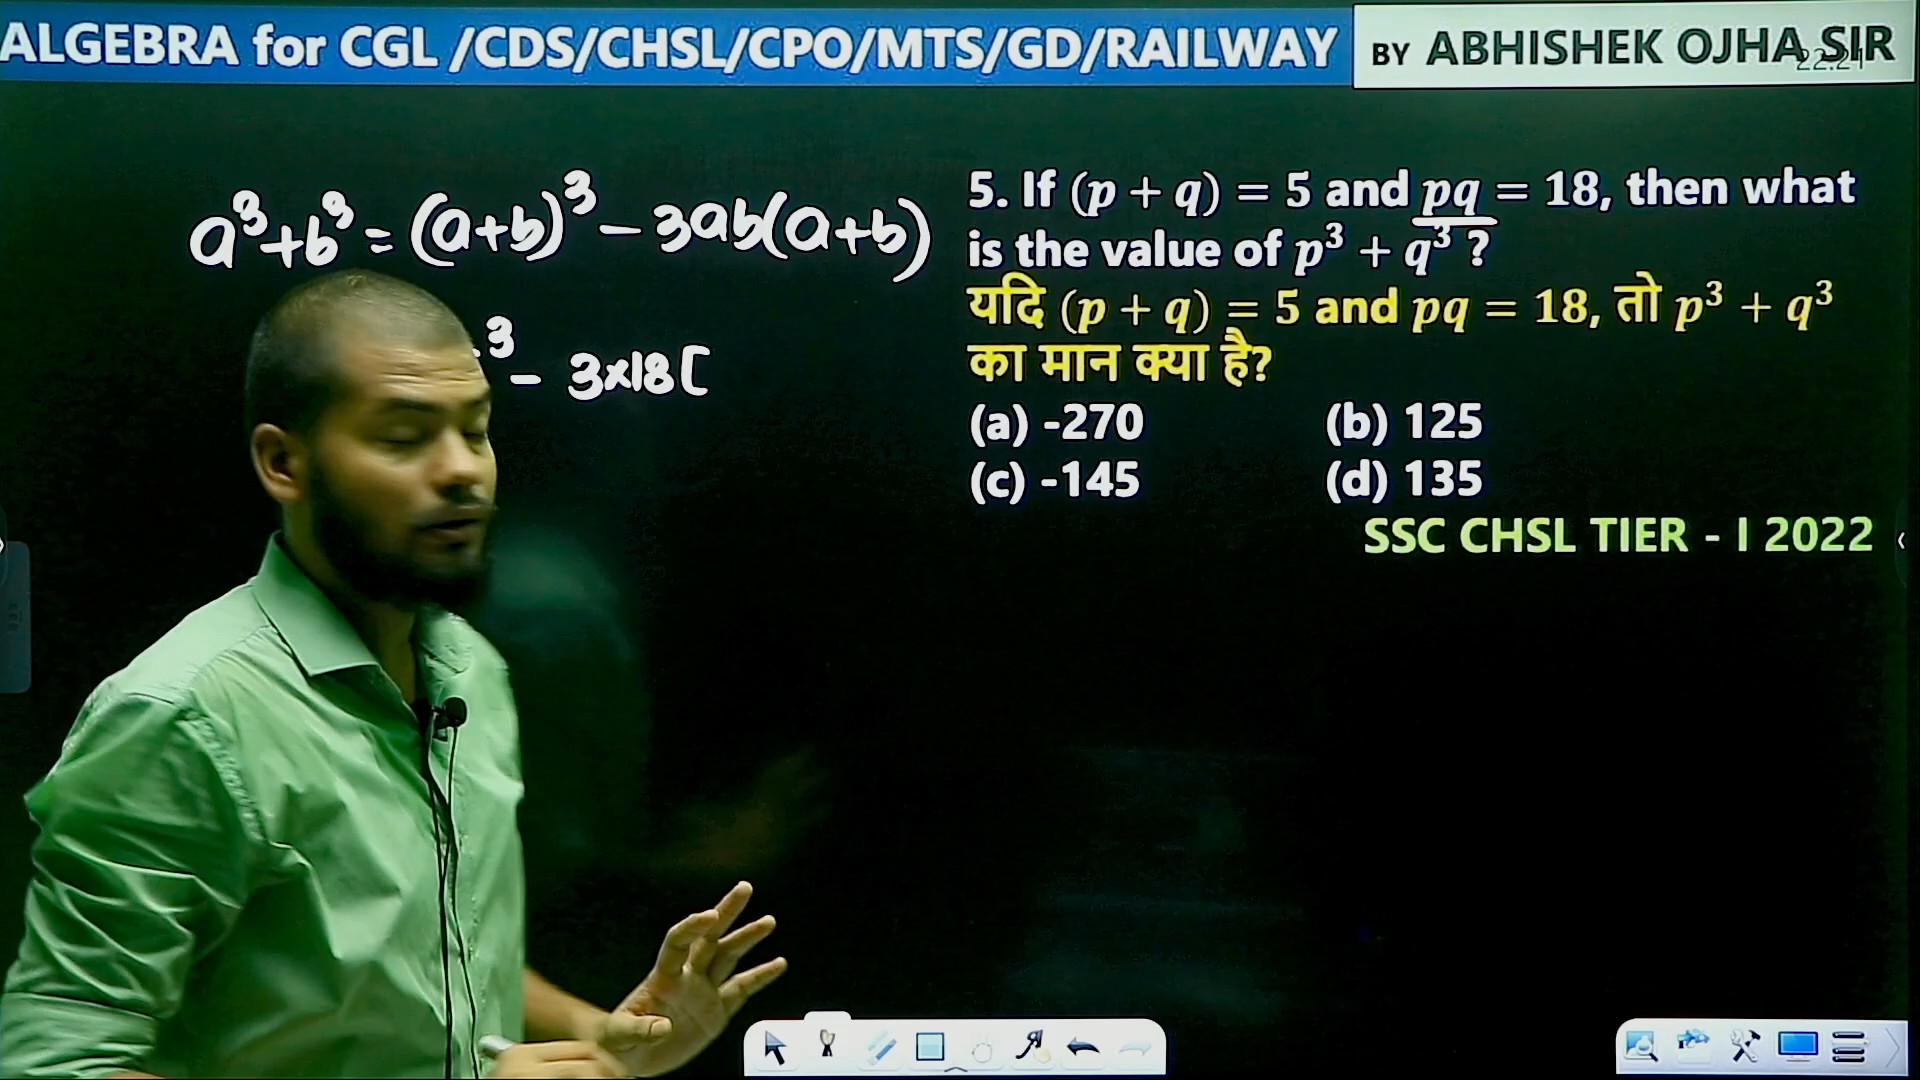 ALGEBRA for CGL /CDS/CHSL/CPO/MTS/GD/RAILWAY BY ABHISHEK OJHA SIR
22:21
a³+b³ = (a+b)³ - 3ab(a+b)
³ - 3×18[
5. If (p + q) = 5 and pq = 18, then what
is the value of p³ + q³ ?
यदि (p + q) = 5 and pq = 18, तो p³ + q³
का मान क्या है?
(a) -270 (b) 125
(c) -145 (d) 135
SSC CHSL TIER - I 2022